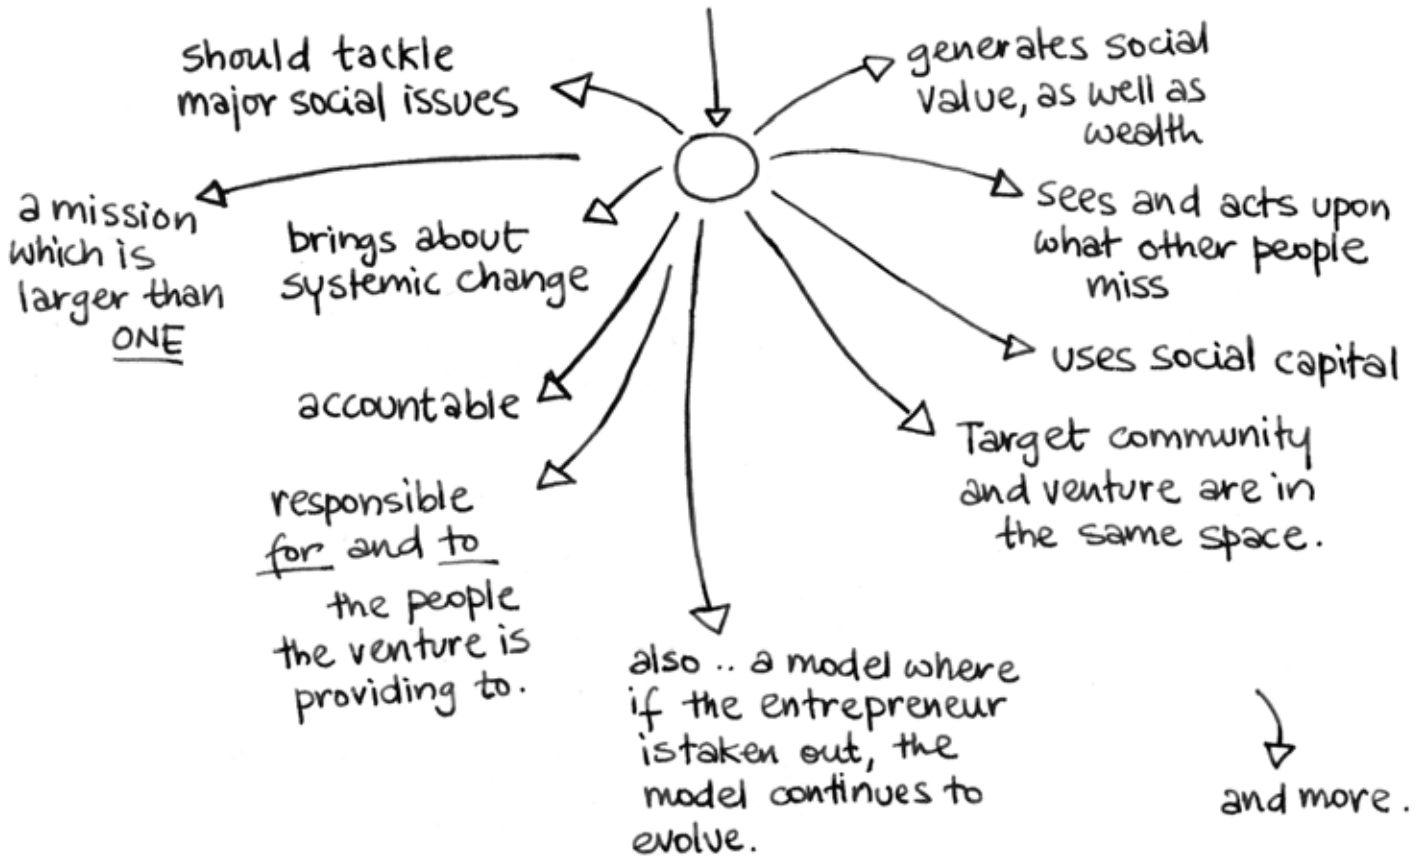 should tackle
major social issues
generates social
value, as well as
wealth
a mission
which is
larger than
ONE
brings about
systemic change
sees and acts upon
what other people
miss
uses social capital
accountable
Target community
and venture are in
the same space.
responsible
for and to
the people
the venture is
providing to.
also .. a model where
if the entrepreneur
is taken out, the
model continues to
evolve.
and more.